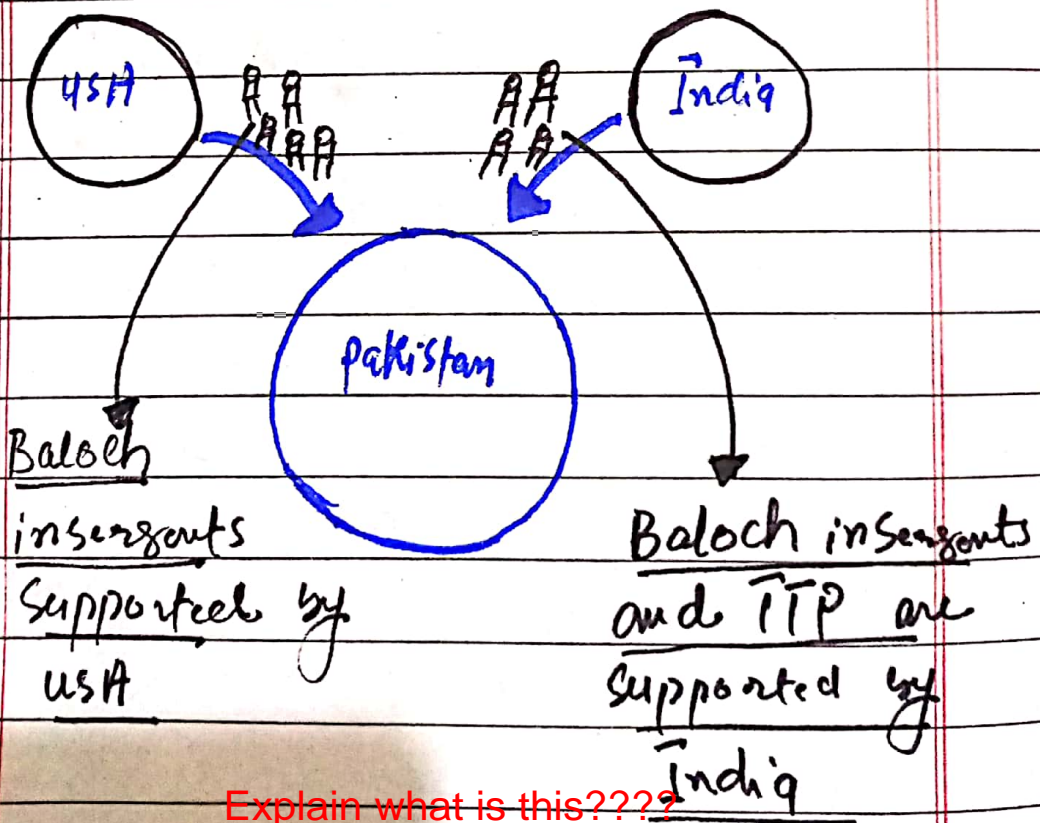 USA
India
Pakistan
Baloch
insergents
Supported by
USA
Baloch insergents
and TTP are
supported by
India
Explain what is this????